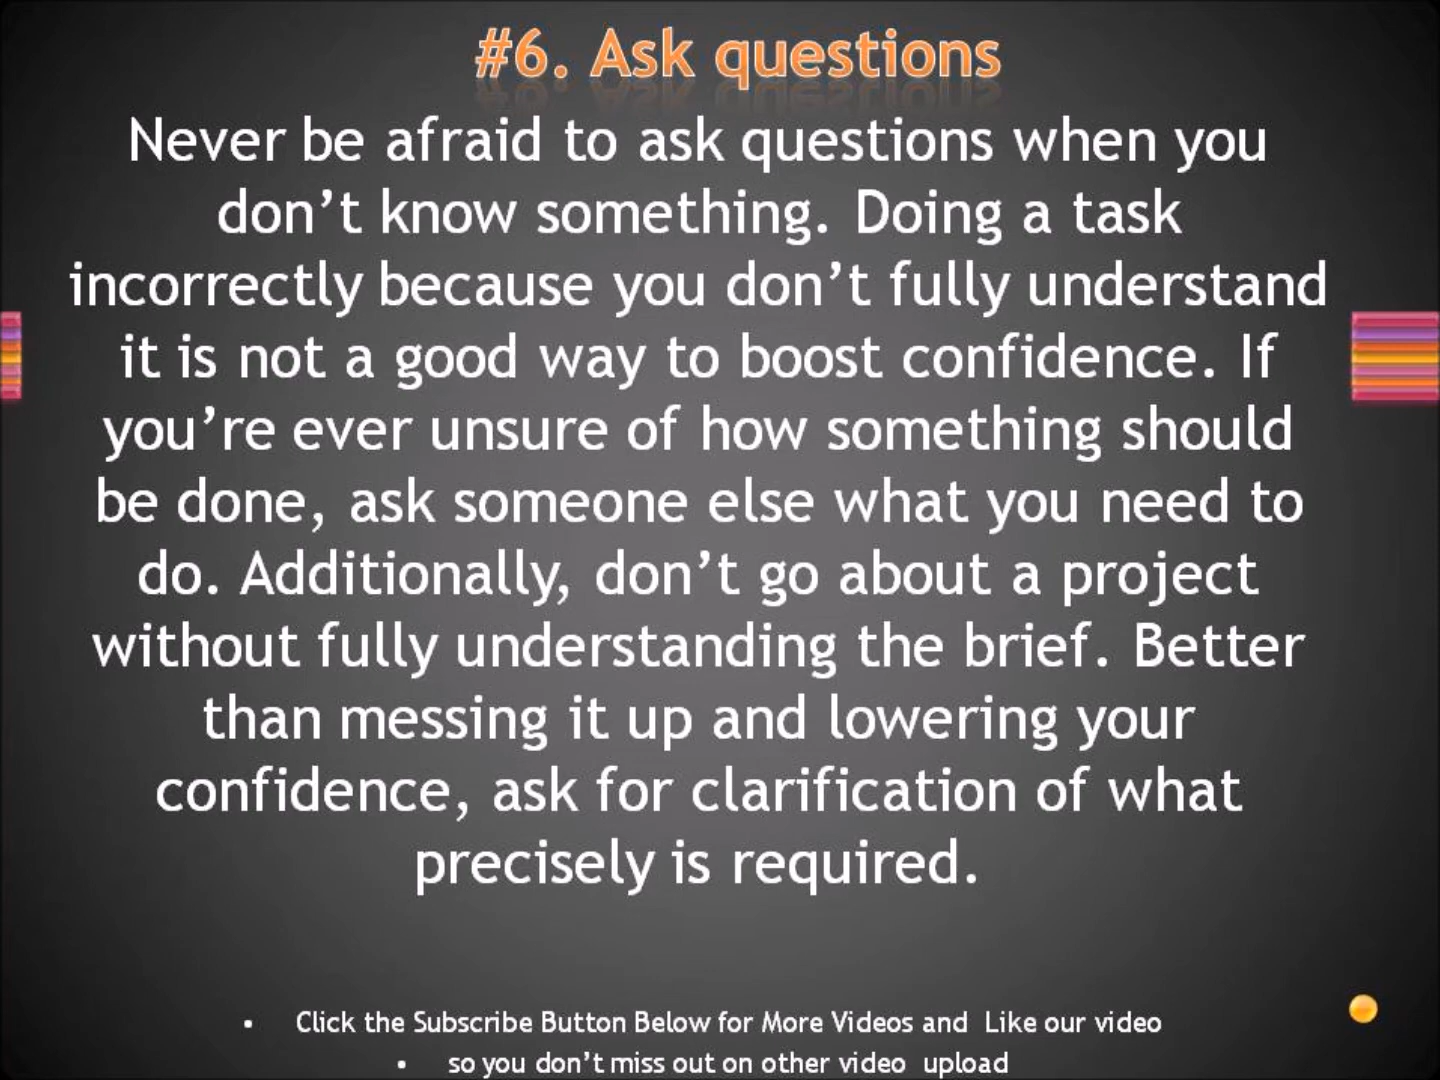 #6. Ask questions
Never be afraid to ask questions when you
don’t know something. Doing a task
incorrectly because you don’t fully understand
it is not a good way to boost confidence. If
you’re ever unsure of how something should
be done, ask someone else what you need to
do. Additionally, don’t go about a project
without fully understanding the brief. Better
than messing it up and lowering your
confidence, ask for clarification of what
precisely is required.
• Click the Subscribe Button Below for More Videos and Like our video
• so you don’t miss out on other video upload